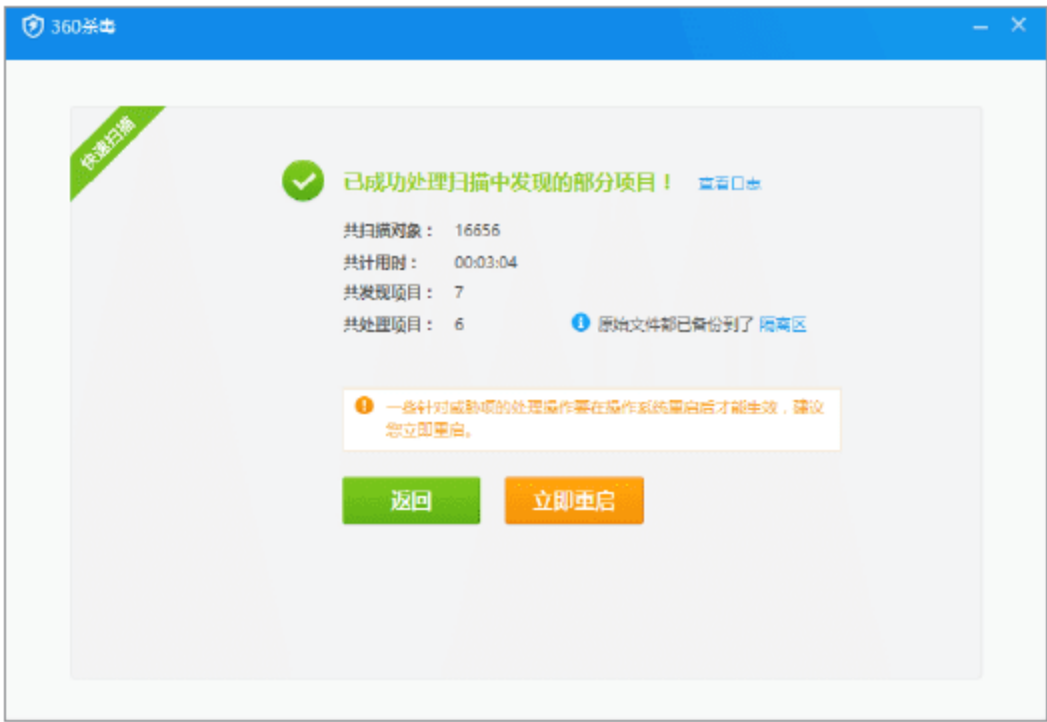 360杀毒
快速扫描
已成功处理扫描中发现的部分项目！ 查看日志
共扫描对象： 16656
共计用时： 00:03:04
共发现项目： 7
共处理项目： 6 原始文件都已备份到了 隔离区
一些针对威胁项的处理操作要在操作系统重启后才能生效，建议
您立即重启。
返回 立即重启